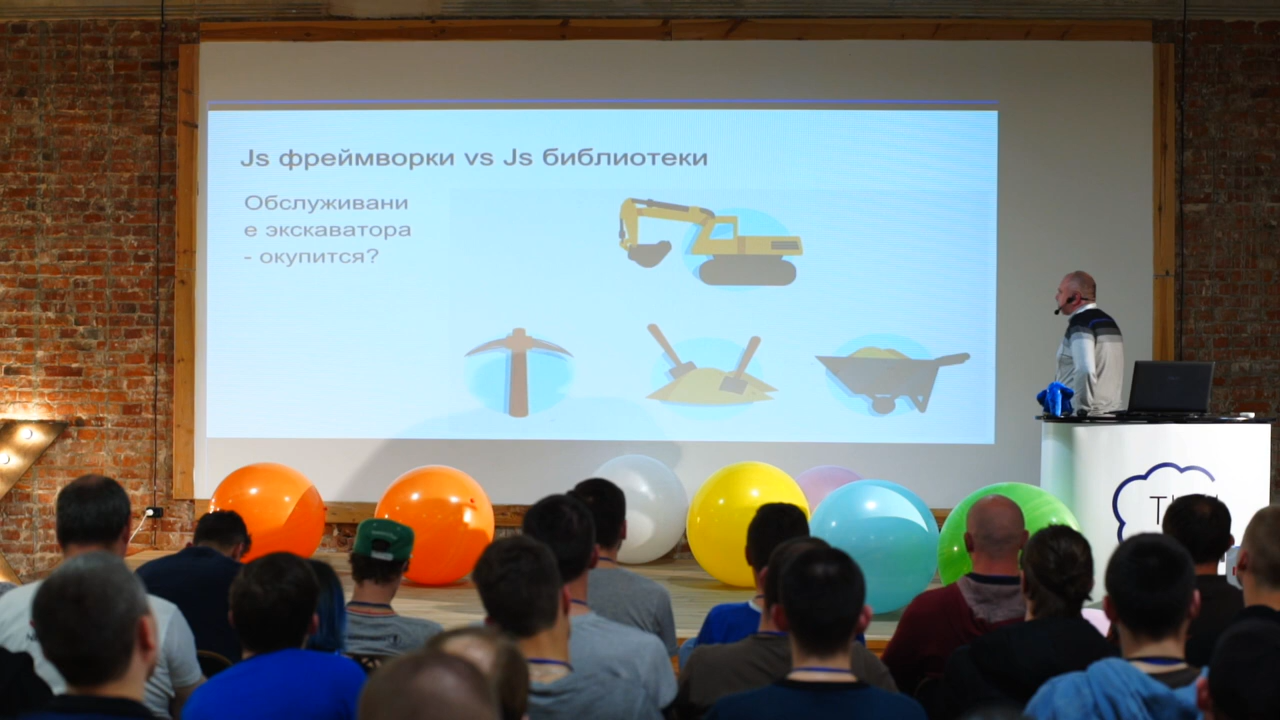 Js фреймворки vs Js библиотеки
Обслуживани
е экскаватора
- окупится?